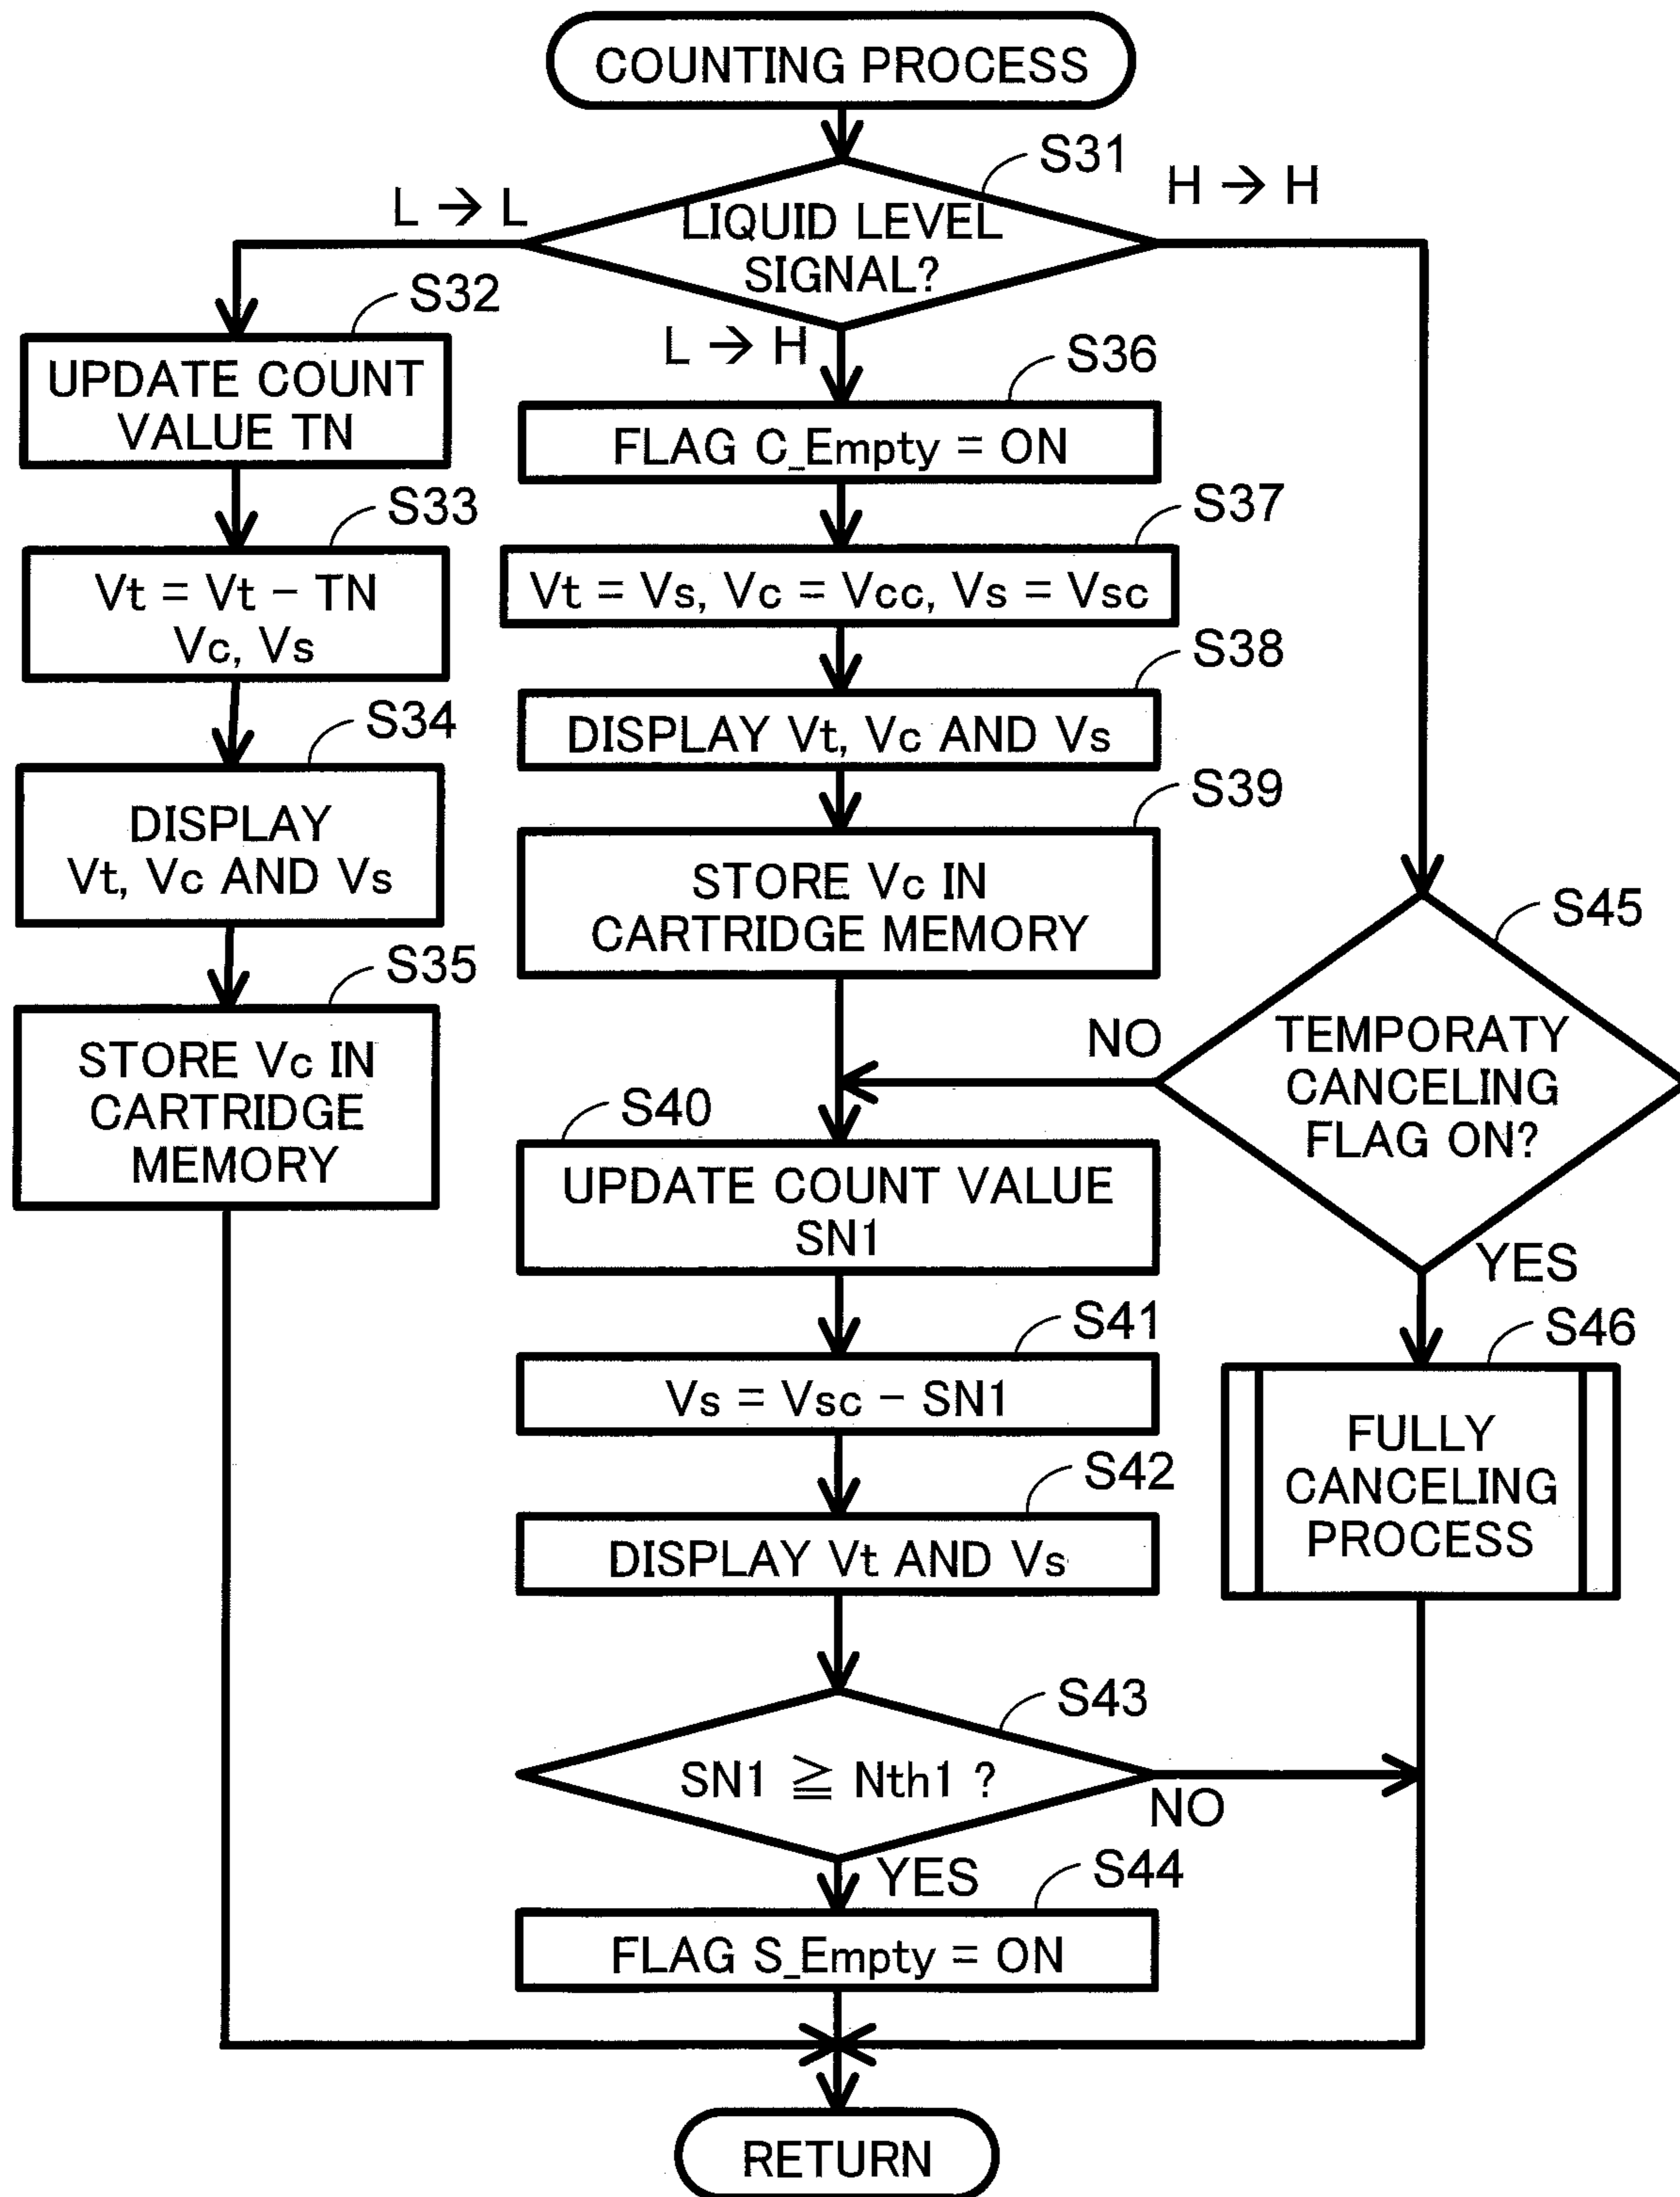 COUNTING PROCESS
S31
L → L
H → H
LIQUID LEVEL
SIGNAL?
L → H
S32
UPDATE COUNT
VALUE TN
S33
Vt = Vt − TN
Vc, Vs
S34
DISPLAY
Vt, Vc AND Vs
S35
STORE Vc IN
CARTRIDGE
MEMORY
S36
FLAG C_Empty = ON
S37
Vt = Vs, Vc = Vcc, Vs = Vsc
S38
DISPLAY Vt, Vc AND Vs
S39
STORE Vc IN
CARTRIDGE MEMORY
S40
UPDATE COUNT VALUE
SN1
S41
Vs = Vsc − SN1
S42
DISPLAY Vt AND Vs
S43
SN1 ≧ Nth1 ?
NO
YES
S44
FLAG S_Empty = ON
S45
TEMPORATY
CANCELING
FLAG ON?
NO
YES
S46
FULLY
CANCELING
PROCESS
RETURN